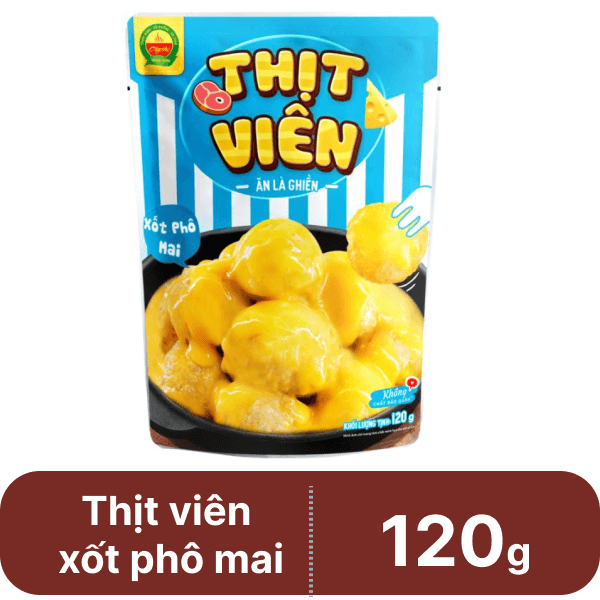 THỊT
VIÊN
ĂN LÀ GHIỀN
Xốt Phô
Mai
Không
CHẤT BẢO QUẢN
KHỐI LƯỢNG TỊNH: 120 g
Thịt viên
xốt phô mai
120g